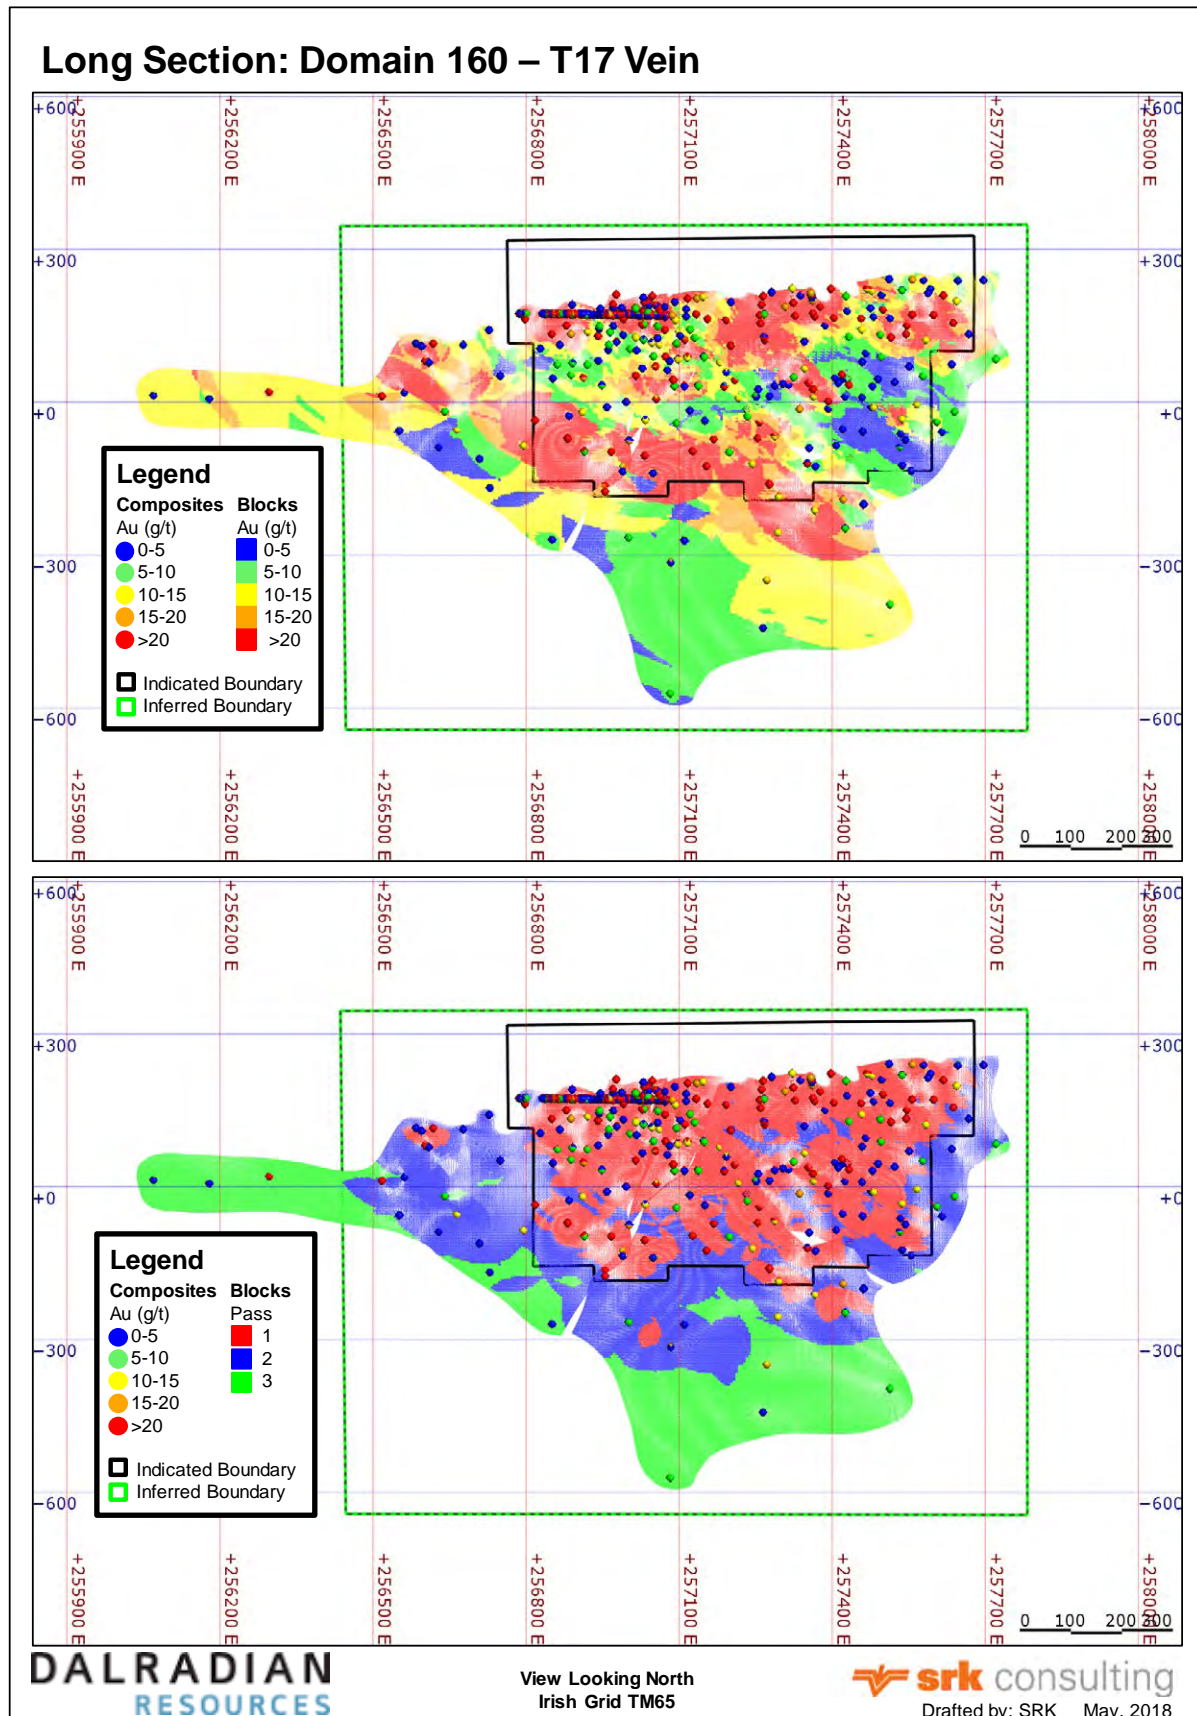 Long Section: Domain 160 – T17 Vein
+600 +600
+255900 E
+256200 E
+256500 E
+256800 E
+257100 E
+257400 E
+257700 E
+258000 E
+300 +300
+0 +0
Legend
Composites Blocks
Au (g/t) Au (g/t)
0-5 0-5
5-10 5-10
10-15 10-15
15-20 15-20
>20 >20
Indicated Boundary
Inferred Boundary
−300 −300
−600 −600
+255900 E
+256200 E
+256500 E
+256800 E
+257100 E
+257400 E
+257700 E
+258000 E
0 100 200 300
+600 +600
+255900 E
+256200 E
+256500 E
+256800 E
+257100 E
+257400 E
+257700 E
+258000 E
+300 +300
+0 +0
Legend
Composites Blocks
Au (g/t) Pass
0-5 1
5-10 2
10-15 3
15-20
>20
Indicated Boundary
Inferred Boundary
−300 −300
−600 −600
+255900 E
+256200 E
+256500 E
+256800 E
+257100 E
+257400 E
+257700 E
+258000 E
0 100 200 300
DALRADIAN
RESOURCES
View Looking North
Irish Grid TM65
srk consulting
Drafted by: SRK May, 2018